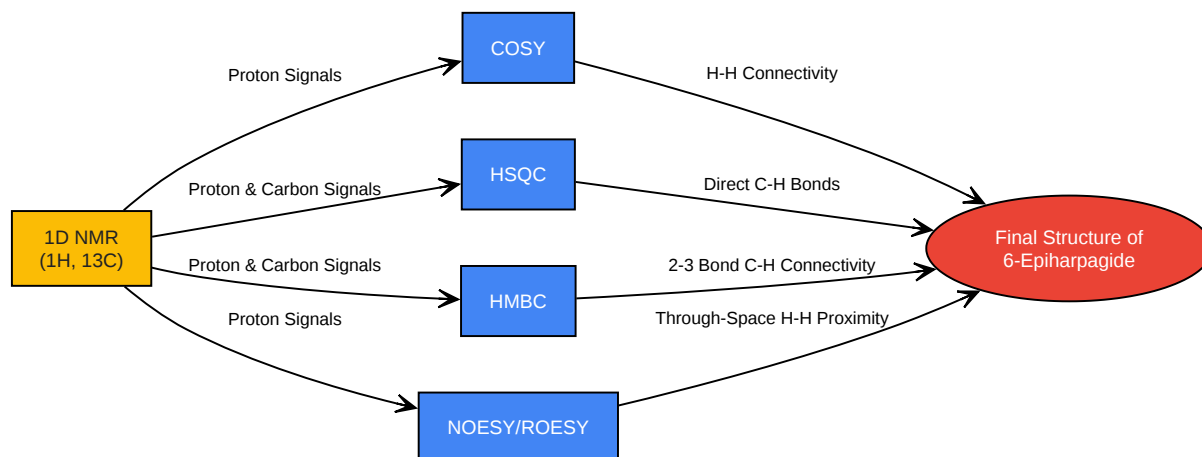 COSY
Proton Signals
H-H Connectivity
HSQC
Proton & Carbon Signals
Direct C-H Bonds
1D NMR
(1H, 13C)
Final Structure of
6-Epiharpagide
Proton & Carbon Signals
2-3 Bond C-H Connectivity
HMBC
Proton Signals
Through-Space H-H Proximity
NOESY/ROESY